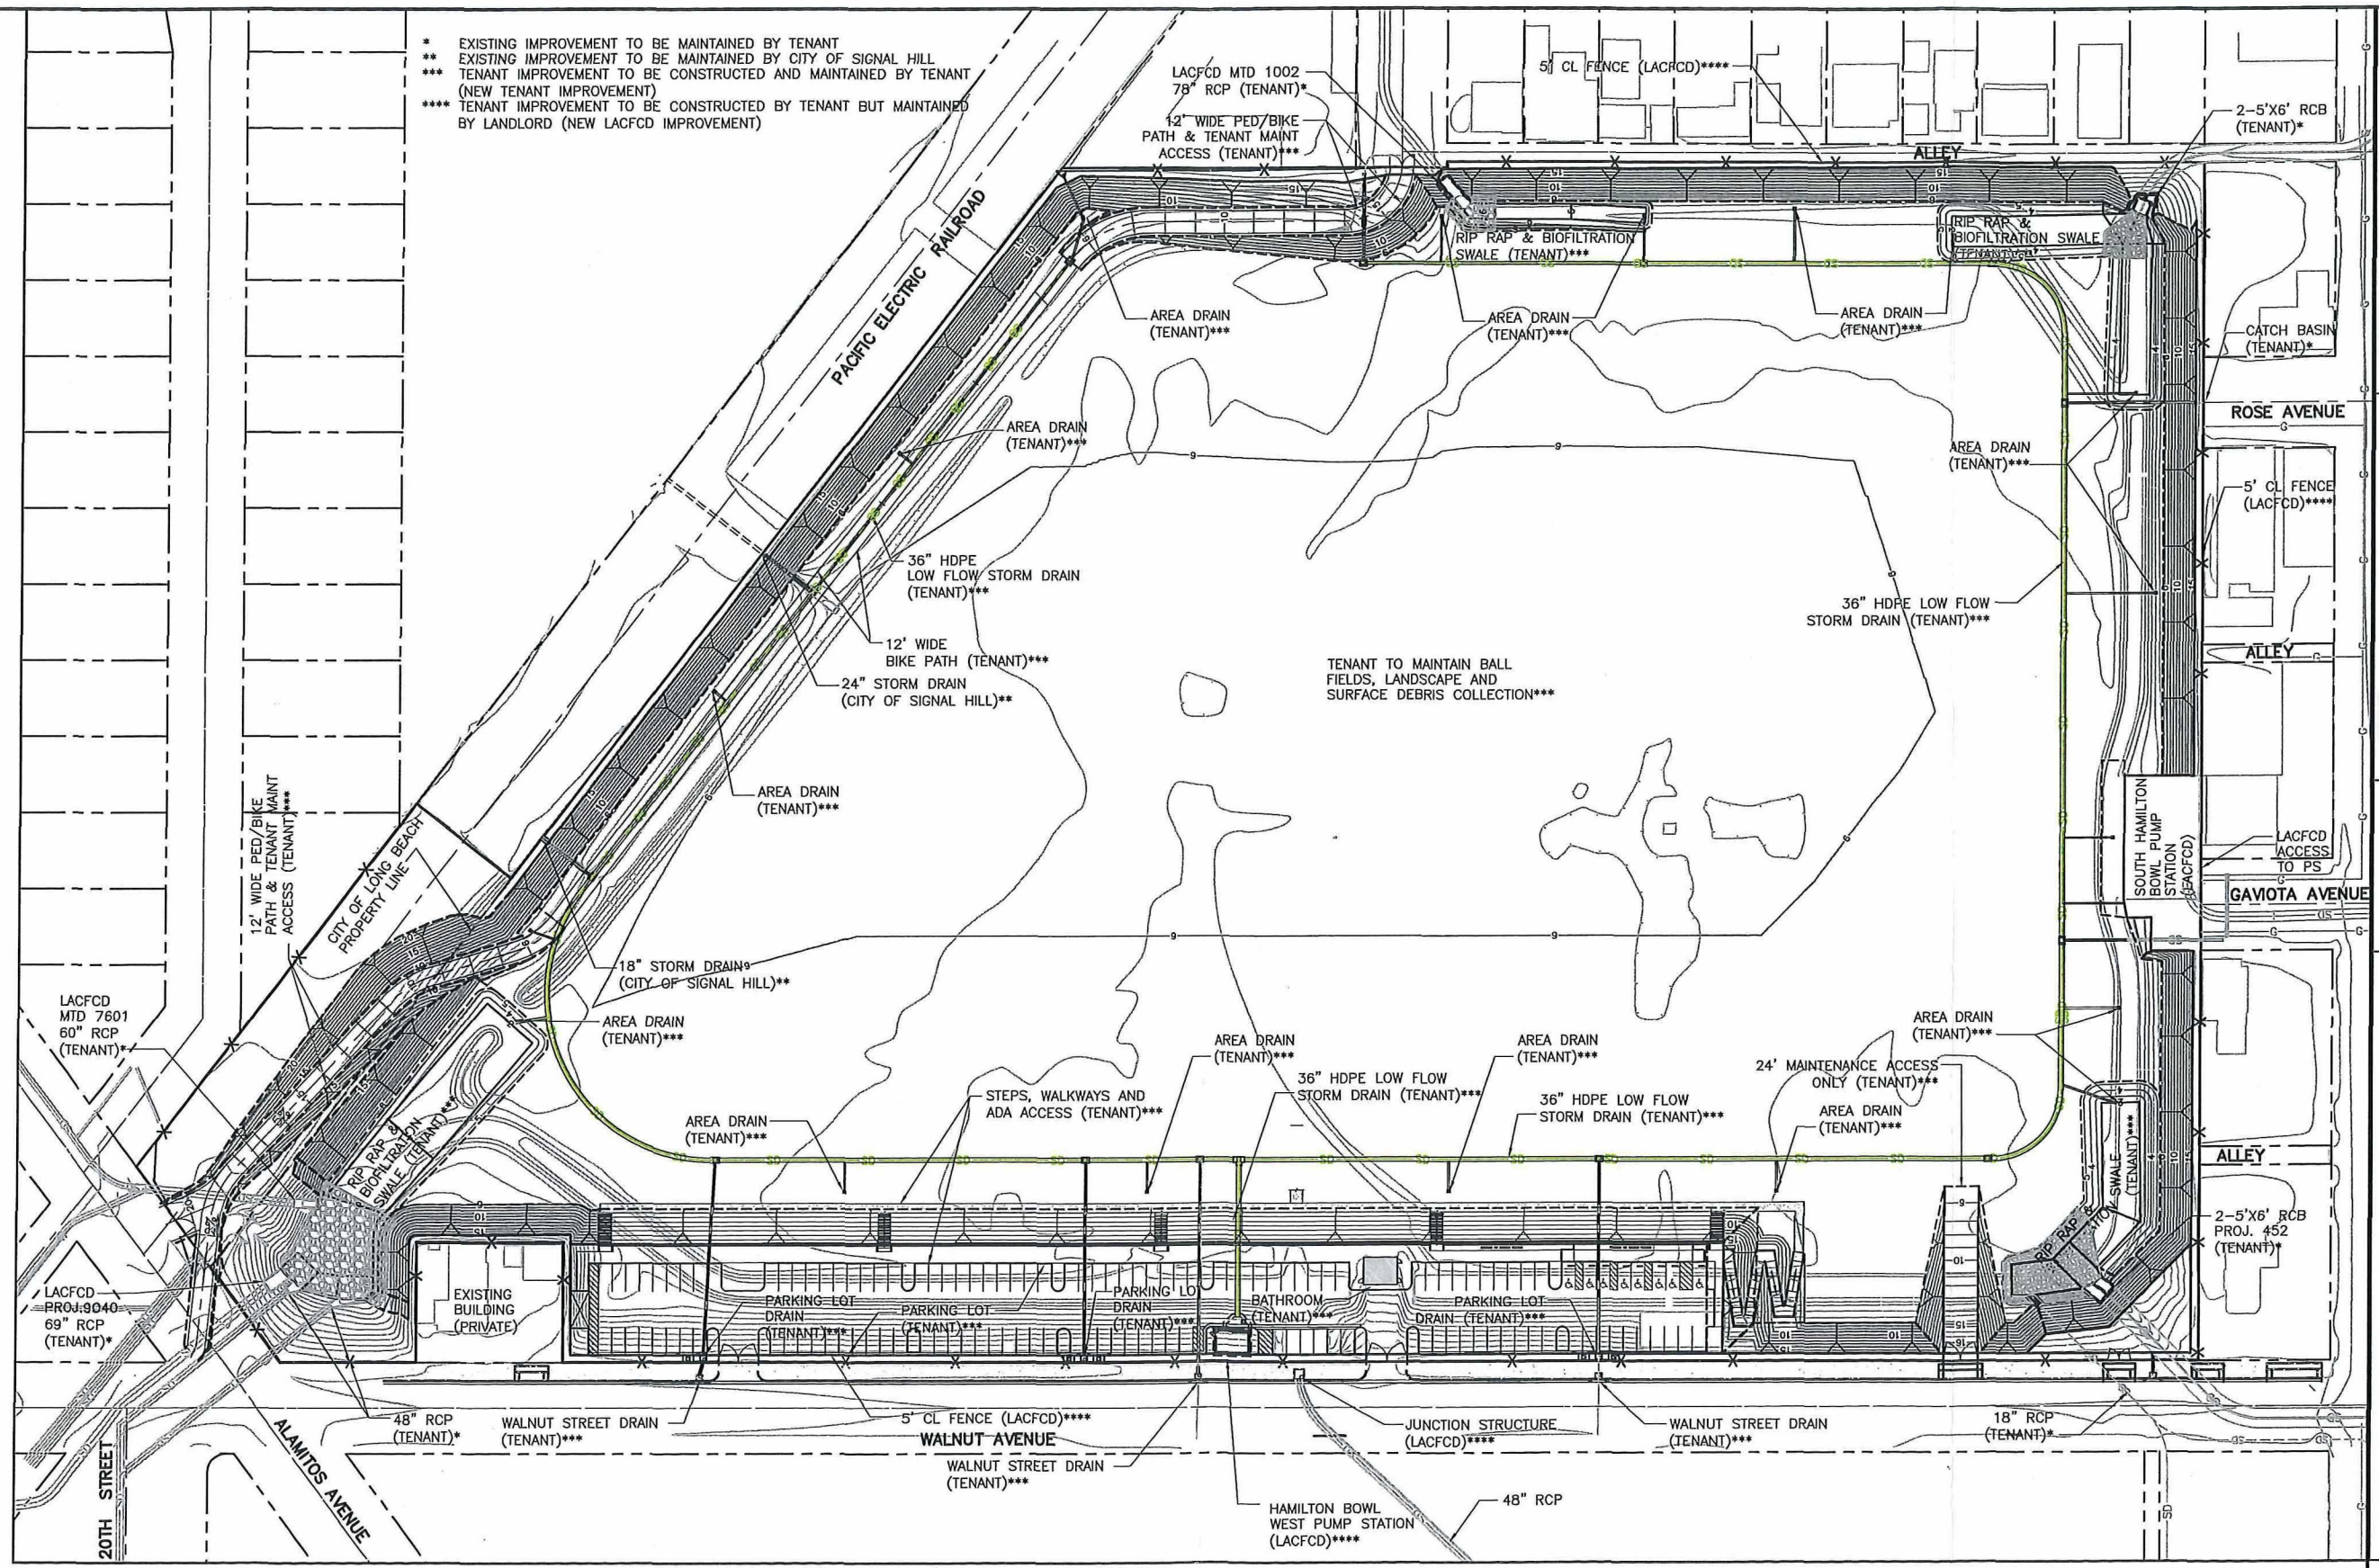 * EXISTING IMPROVEMENT TO BE MAINTAINED BY TENANT
** EXISTING IMPROVEMENT TO BE MAINTAINED BY CITY OF SIGNAL HILL
*** TENANT IMPROVEMENT TO BE CONSTRUCTED AND MAINTAINED BY TENANT
(NEW TENANT IMPROVEMENT)
**** TENANT IMPROVEMENT TO BE CONSTRUCTED BY TENANT BUT MAINTAINED
BY LANDLORD (NEW LACFCD IMPROVEMENT)
LACFCD MTD 1002
78" RCP (TENANT)*
12' WIDE PED/BIKE
PATH & TENANT MAINT
ACCESS (TENANT)***
5' CL FENCE (LACFCD)****
2-5'X6' RCB
(TENANT)*
ALLEY
PACIFIC ELECTRIC RAILROAD
RIP RAP & BIOFILTRATION
SWALE (TENANT)***
RIP RAP &
BIOFILTRATION SWALE
(TENANT)***
AREA DRAIN
(TENANT)***
AREA DRAIN
(TENANT)***
AREA DRAIN
(TENANT)***
CATCH BASIN
(TENANT)*
ROSE AVENUE
AREA DRAIN
(TENANT)***
AREA DRAIN
(TENANT)***
5' CL FENCE
(LACFCD)****
36" HDPE
LOW FLOW STORM DRAIN
(TENANT)***
36" HDPE LOW FLOW
STORM DRAIN (TENANT)***
12' WIDE
BIKE PATH (TENANT)***
24" STORM DRAIN
(CITY OF SIGNAL HILL)**
TENANT TO MAINTAIN BALL
FIELDS, LANDSCAPE AND
SURFACE DEBRIS COLLECTION***
ALLEY
AREA DRAIN
(TENANT)***
12' WIDE PED/BIKE
PATH & TENANT MAINT
ACCESS (TENANT)***
CITY OF LONG BEACH
PROPERTY LINE
SOUTH HAMILTON
BOWL PUMP
STATION
(LACFCD)
LACFCD
ACCESS
TO PS
GAVIOTA AVENUE
18" STORM DRAIN
(CITY OF SIGNAL HILL)**
LACFCD
MTD 7601
60" RCP
(TENANT)*
AREA DRAIN
(TENANT)***
AREA DRAIN
(TENANT)***
AREA DRAIN
(TENANT)***
AREA DRAIN
(TENANT)***
24' MAINTENANCE ACCESS
ONLY (TENANT)***
36" HDPE LOW FLOW
STORM DRAIN (TENANT)***
STEPS, WALKWAYS AND
ADA ACCESS (TENANT)***
36" HDPE LOW FLOW
STORM DRAIN (TENANT)***
AREA DRAIN
(TENANT)***
AREA DRAIN
(TENANT)***
RIP RAP &
BIOFILTRATION
SWALE (TENANT)***
ALLEY
RIP RAP &
SWALE
(TENANT)***
2-5'X6' RCB
PROJ. 452
(TENANT)*
LACFCD
PROJ.9040
69" RCP
(TENANT)*
EXISTING
BUILDING
(PRIVATE)
PARKING LOT
DRAIN
(TENANT)***
PARKING LOT
(TENANT)***
PARKING LOT
DRAIN
(TENANT)***
BATHROOM
(TENANT)***
PARKING LOT
DRAIN (TENANT)***
48" RCP
(TENANT)*
WALNUT STREET DRAIN
(TENANT)***
5' CL FENCE (LACFCD)****
WALNUT AVENUE
JUNCTION STRUCTURE
(LACFCD)****
WALNUT STREET DRAIN
(TENANT)***
18" RCP
(TENANT)*
WALNUT STREET DRAIN
(TENANT)***
HAMILTON BOWL
WEST PUMP STATION
(LACFCD)****
48" RCP
20TH STREET
ALAMITOS AVENUE